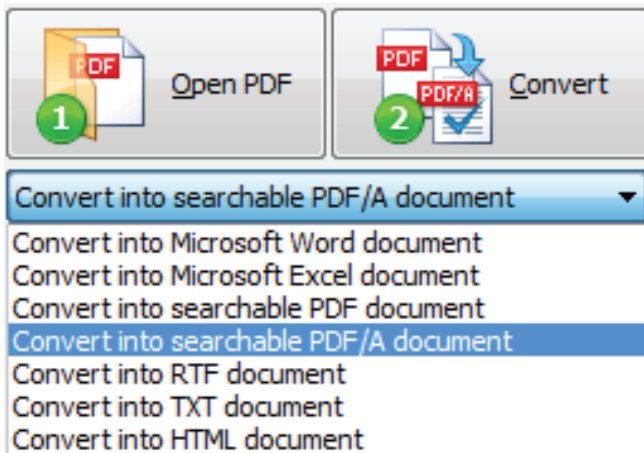 PDF
1
Open PDF
PDF
PDF/A
2
Convert
Convert into searchable PDF/A document
Convert into Microsoft Word document
Convert into Microsoft Excel document
Convert into searchable PDF document
Convert into searchable PDF/A document
Convert into RTF document
Convert into TXT document
Convert into HTML document